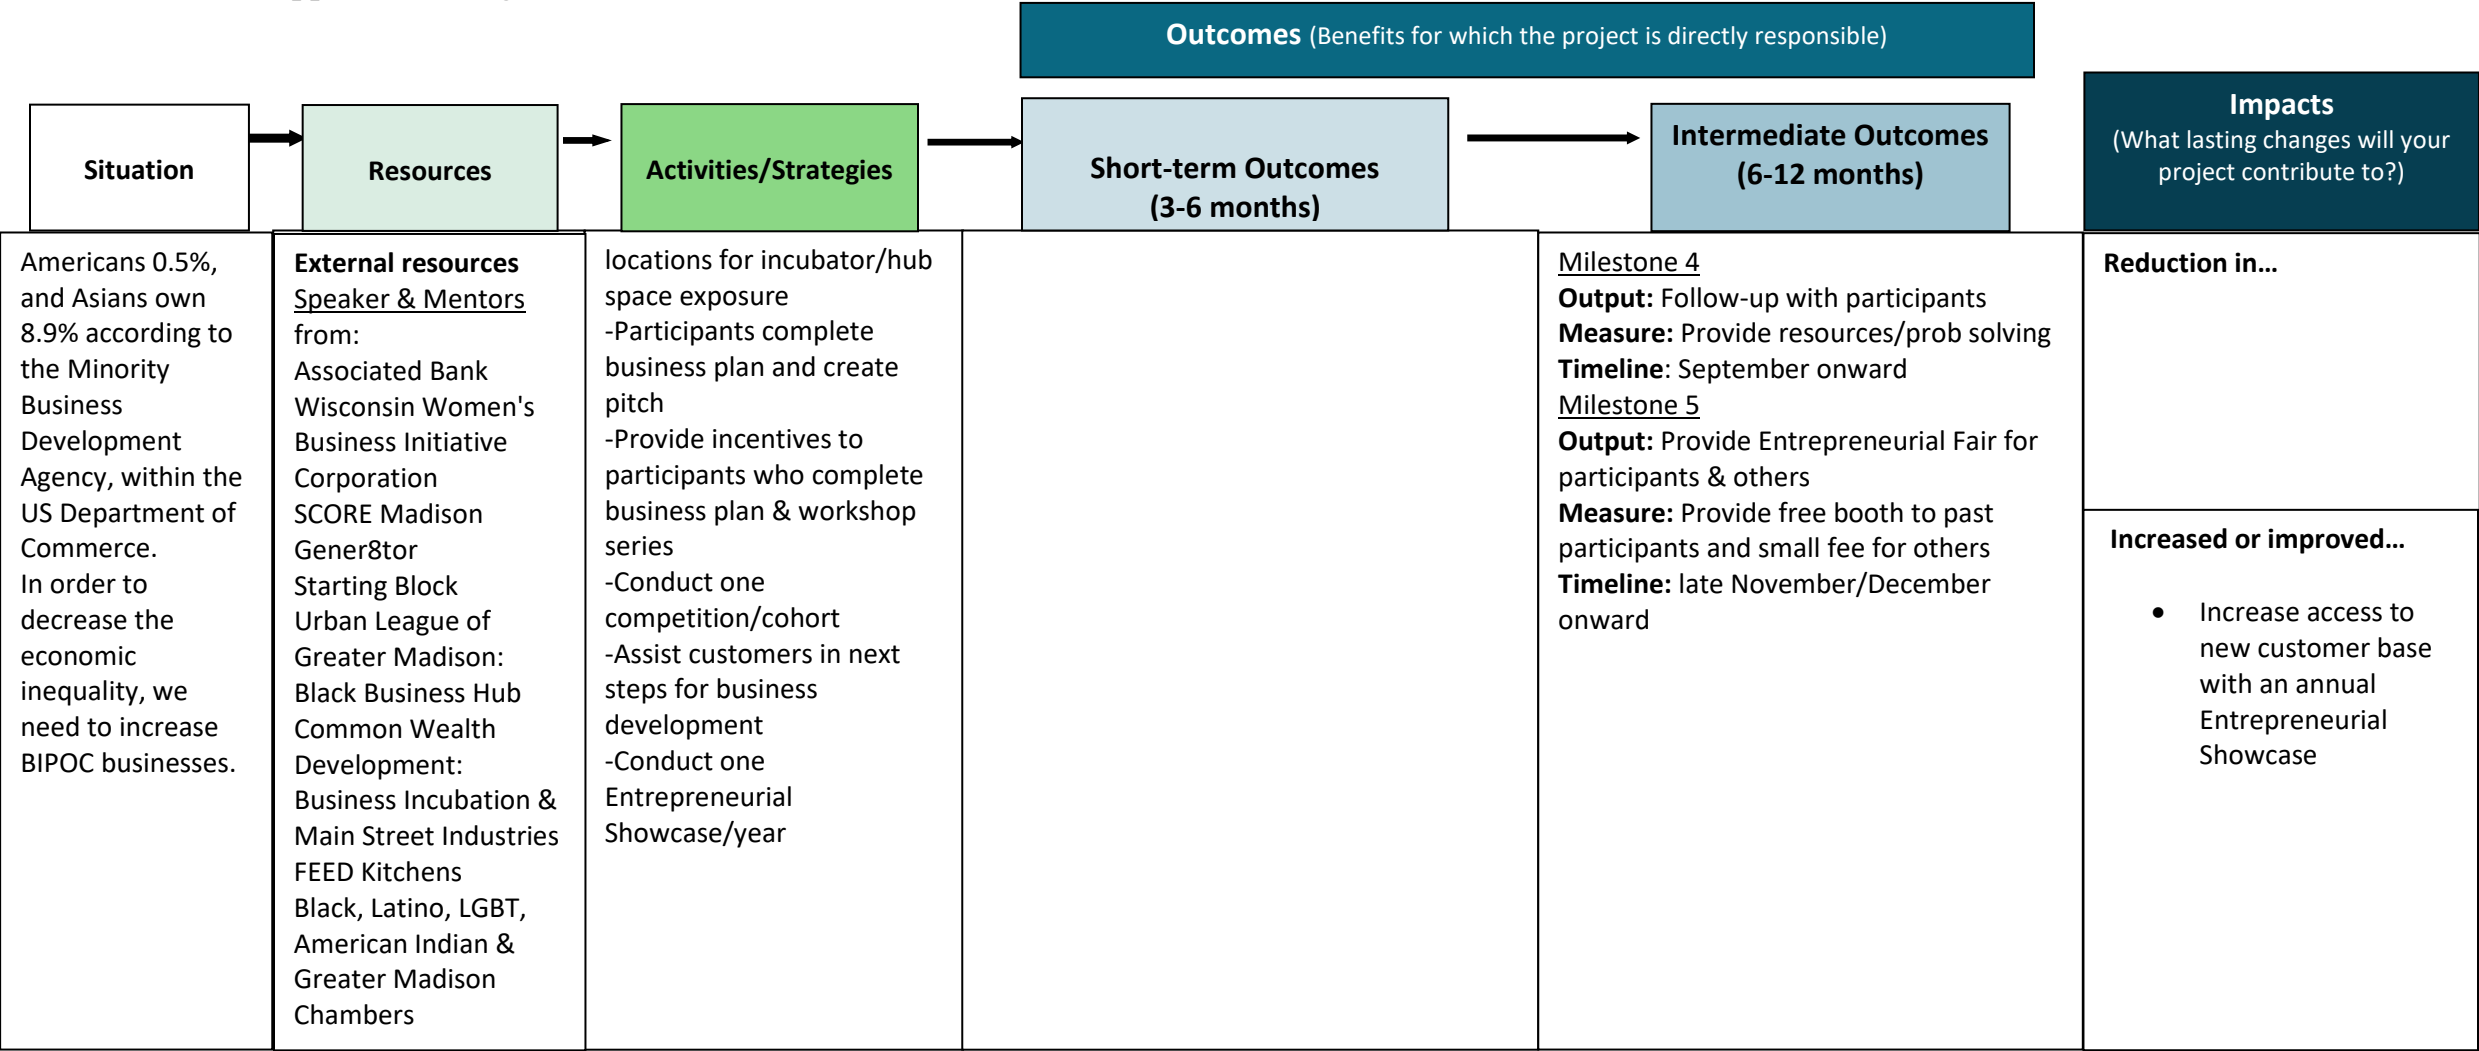 Outcomes (Benefits for which the project is directly responsible)
Situation
Resources
Activities/Strategies
Short-term Outcomes
(3-6 months)
Intermediate Outcomes
(6-12 months)
Impacts
(What lasting changes will your
project contribute to?)
Americans 0.5%,
and Asians own
8.9% according to
the Minority
Business
Development
Agency, within the
US Department of
Commerce.
In order to
decrease the
economic
inequality, we
need to increase
BIPOC businesses.
External resources
Speaker & Mentors
from:
Associated Bank
Wisconsin Women's
Business Initiative
Corporation
SCORE Madison
Gener8tor
Starting Block
Urban League of
Greater Madison:
Black Business Hub
Common Wealth
Development:
Business Incubation &
Main Street Industries
FEED Kitchens
Black, Latino, LGBT,
American Indian &
Greater Madison
Chambers
locations for incubator/hub
space exposure
-Participants complete
business plan and create
pitch
-Provide incentives to
participants who complete
business plan & workshop
series
-Conduct one
competition/cohort
-Assist customers in next
steps for business
development
-Conduct one
Entrepreneurial
Showcase/year
Milestone 4
Output: Follow-up with participants
Measure: Provide resources/prob solving
Timeline: September onward
Milestone 5
Output: Provide Entrepreneurial Fair for
participants & others
Measure: Provide free booth to past
participants and small fee for others
Timeline: late November/December
onward
Reduction in…
Increased or improved…
• Increase access to
new customer base
with an annual
Entrepreneurial
Showcase